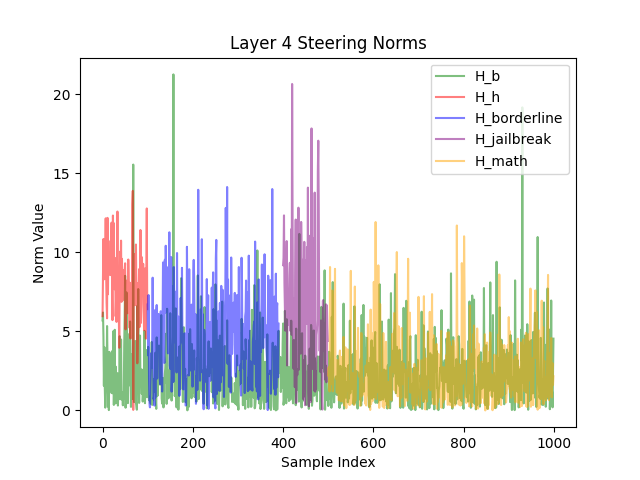 Layer 4 Steering Norms
H_b
H_h
H_borderline
H_jailbreak
H_math
Norm Value
20
15
10
5
0
0
200
400
600
800
1000
Sample Index